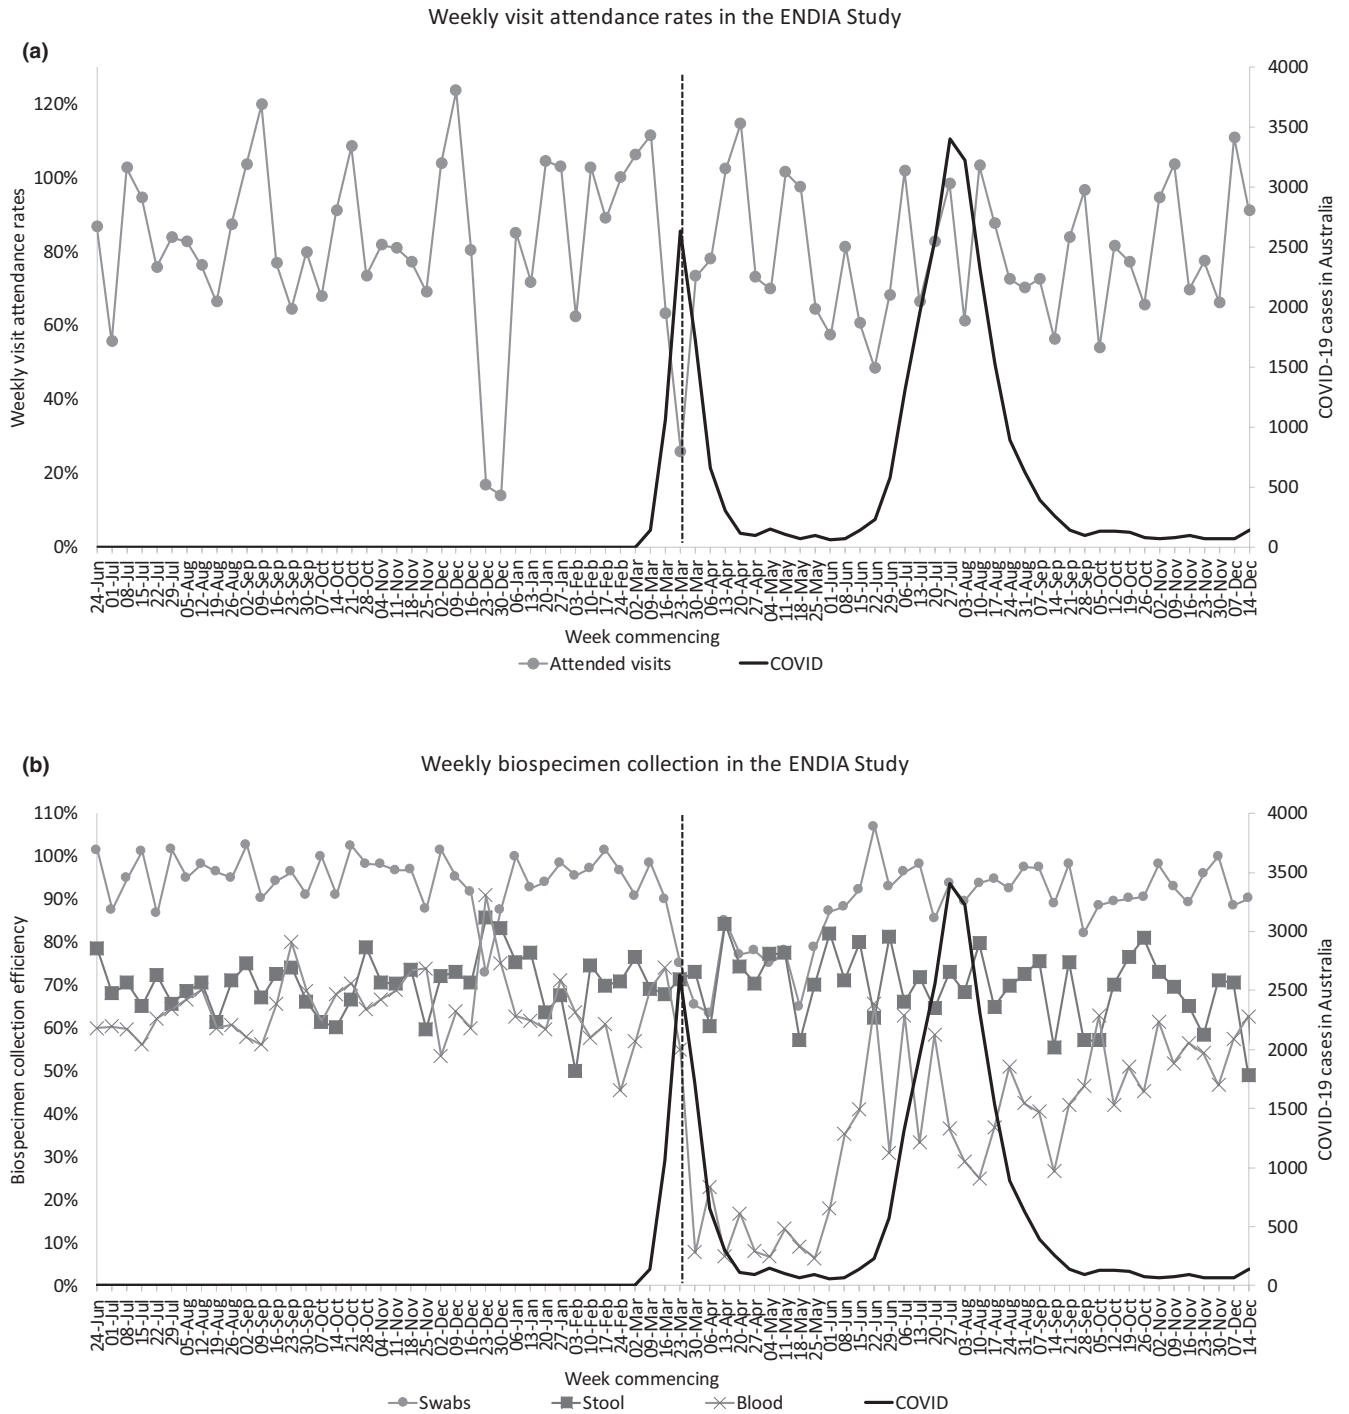 Weekly visit attendance rates in the ENDIA Study
(a)
120%
100%
80%
60%
40%
20%
0%
Weekly visit attendance rates
4000
3500
3000
2500
2000
1500
1000
500
0
COVID-19 cases in Australia
24-Jun
01-Jul
08-Jul
15-Jul
22-Jul
29-Jul
05-Aug
12-Aug
19-Aug
26-Aug
02-Sep
09-Sep
16-Sep
23-Sep
30-Sep
07-Oct
14-Oct
21-Oct
28-Oct
04-Nov
11-Nov
18-Nov
25-Nov
02-Dec
09-Dec
16-Dec
23-Dec
30-Dec
06-Jan
13-Jan
20-Jan
27-Jan
03-Feb
10-Feb
17-Feb
24-Feb
02-Mar
09-Mar
16-Mar
23-Mar
30-Mar
06-Apr
13-Apr
20-Apr
27-Apr
04-May
11-May
18-May
25-May
01-Jun
08-Jun
15-Jun
22-Jun
29-Jun
06-Jul
13-Jul
20-Jul
27-Jul
03-Aug
10-Aug
17-Aug
24-Aug
31-Aug
07-Sep
14-Sep
21-Sep
28-Sep
05-Oct
12-Oct
19-Oct
26-Oct
02-Nov
09-Nov
16-Nov
23-Nov
30-Nov
07-Dec
14-Dec
Week commencing
Attended visits COVID
(b)
Weekly biospecimen collection in the ENDIA Study
110%
100%
90%
80%
70%
60%
50%
40%
30%
20%
10%
0%
Biospecimen collection efficiency
4000
3500
3000
2500
2000
1500
1000
500
0
COVID-19 cases in Australia
24-Jun
01-Jul
08-Jul
15-Jul
22-Jul
29-Jul
05-Aug
12-Aug
19-Aug
26-Aug
02-Sep
09-Sep
16-Sep
23-Sep
30-Sep
07-Oct
14-Oct
21-Oct
28-Oct
04-Nov
11-Nov
18-Nov
25-Nov
02-Dec
09-Dec
16-Dec
23-Dec
30-Dec
06-Jan
13-Jan
20-Jan
27-Jan
03-Feb
10-Feb
17-Feb
24-Feb
02-Mar
09-Mar
16-Mar
23-Mar
30-Mar
06-Apr
13-Apr
20-Apr
27-Apr
04-May
11-May
18-May
25-May
01-Jun
08-Jun
15-Jun
22-Jun
29-Jun
06-Jul
13-Jul
20-Jul
27-Jul
03-Aug
10-Aug
17-Aug
24-Aug
31-Aug
07-Sep
14-Sep
21-Sep
28-Sep
05-Oct
12-Oct
19-Oct
26-Oct
02-Nov
09-Nov
16-Nov
23-Nov
30-Nov
07-Dec
14-Dec
Week commencing
Swabs Stool Blood COVID